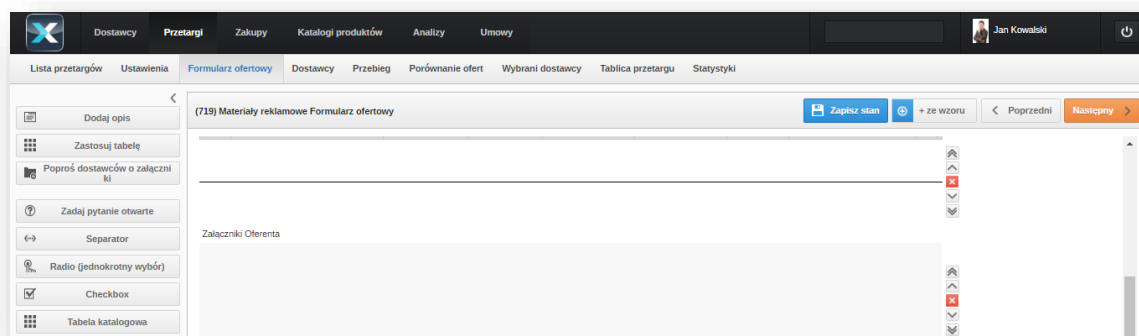 Dostawcy Przetargi Zakupy Katalogi produktów Analizy Umowy Jan Kowalski
Lista przetargów Ustawienia Formularz ofertowy Dostawcy Przebieg Porównanie ofert Wybrani dostawcy Tablica przetargu Statystyki
(719) Materiały reklamowe Formularz ofertowy Zapisz stan + ze wzoru Poprzedni Następny
Dodaj opis
Zastosuj tabelę
Poproś dostawców o załączni
ki
Zadaj pytanie otwarte
Separator
Radio (jednokrotny wybór)
Checkbox
Tabela katalogowa
Załączniki Oferenta